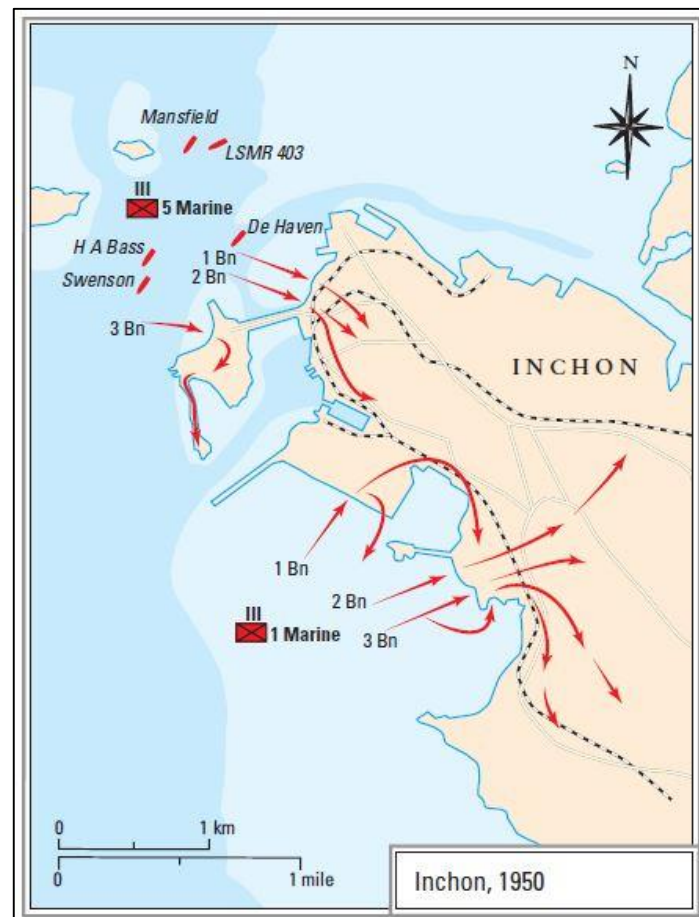 N
Mansfield
LSMR 403
III
5 Marine
De Haven
H A Bass
1 Bn
Swenson
2 Bn
3 Bn
INCHON
1 Bn
2 Bn
III
1 Marine
3 Bn
0 1 km
0 1 mile
Inchon, 1950